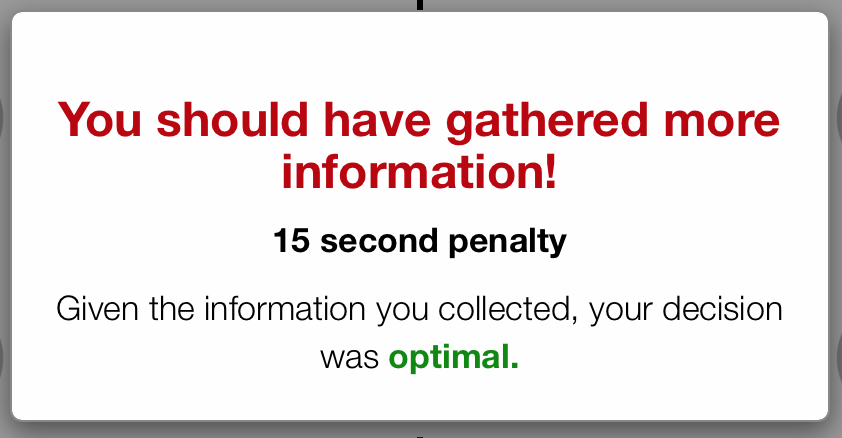 You should have gathered more
information!
15 second penalty
Given the information you collected, your decision
was optimal.